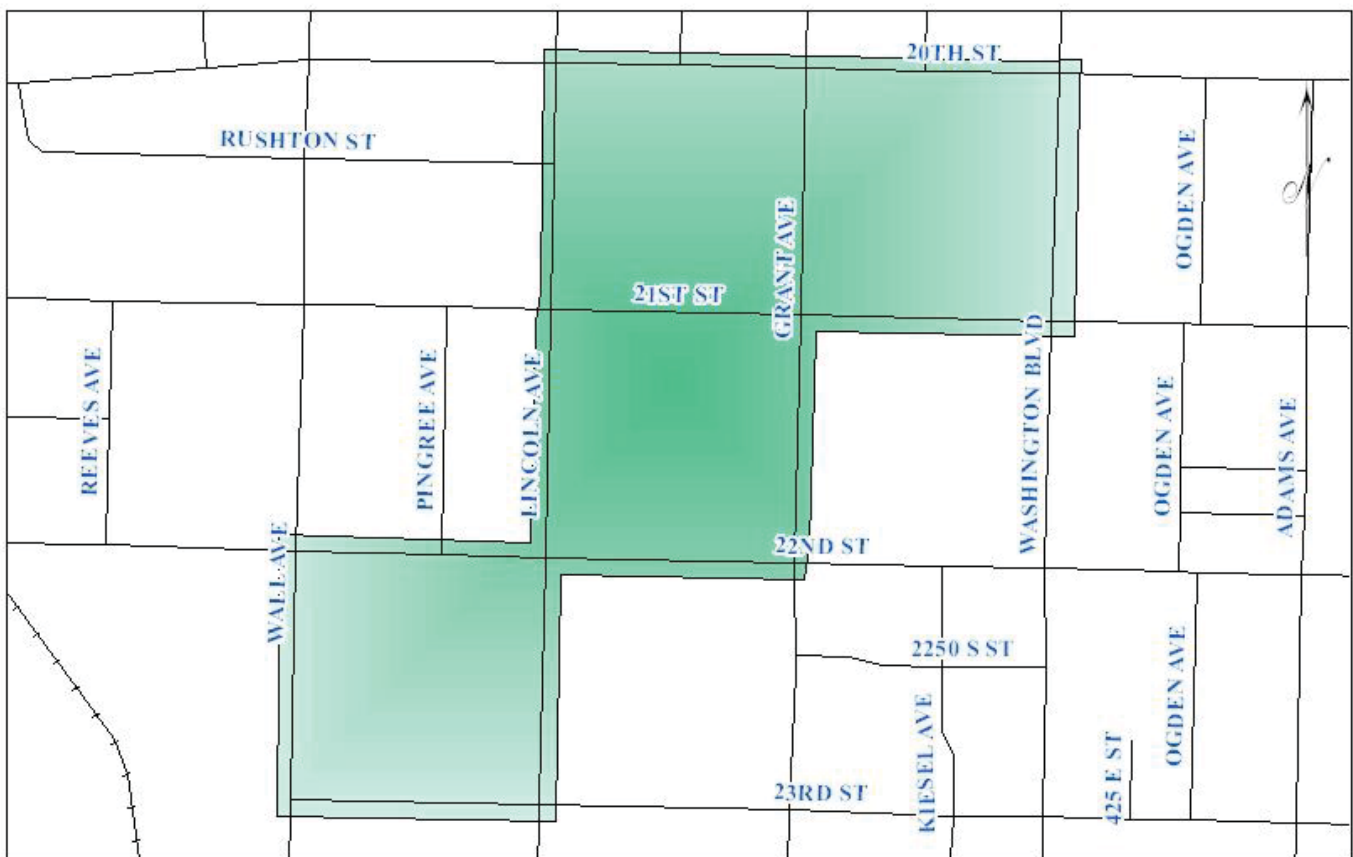 20TH ST
RUSHTON ST
OGDEN AVE
N
GRANT AVE
21ST ST
WASHINGTON BLVD
REEVES AVE
PINGREE AVE
LINCOLN AVE
OGDEN AVE
ADAMS AVE
WALL AVE
22ND ST
2250 S ST
OGDEN AVE
KIESEL AVE
425 E ST
23RD ST